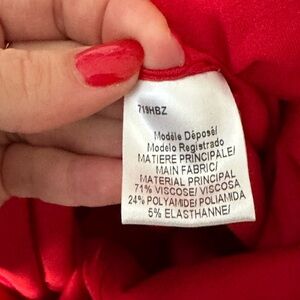 719HBZ
Modèle Déposé/
Modelo Registrado
MATIERE PRINCIPALE/
MAIN FABRIC/
MATERIAL PRINCIPAL
71% VISCOSE/ VISCOSA
24% POLYAMIDE/ POLIAMIDA
5% ELASTHANNE/